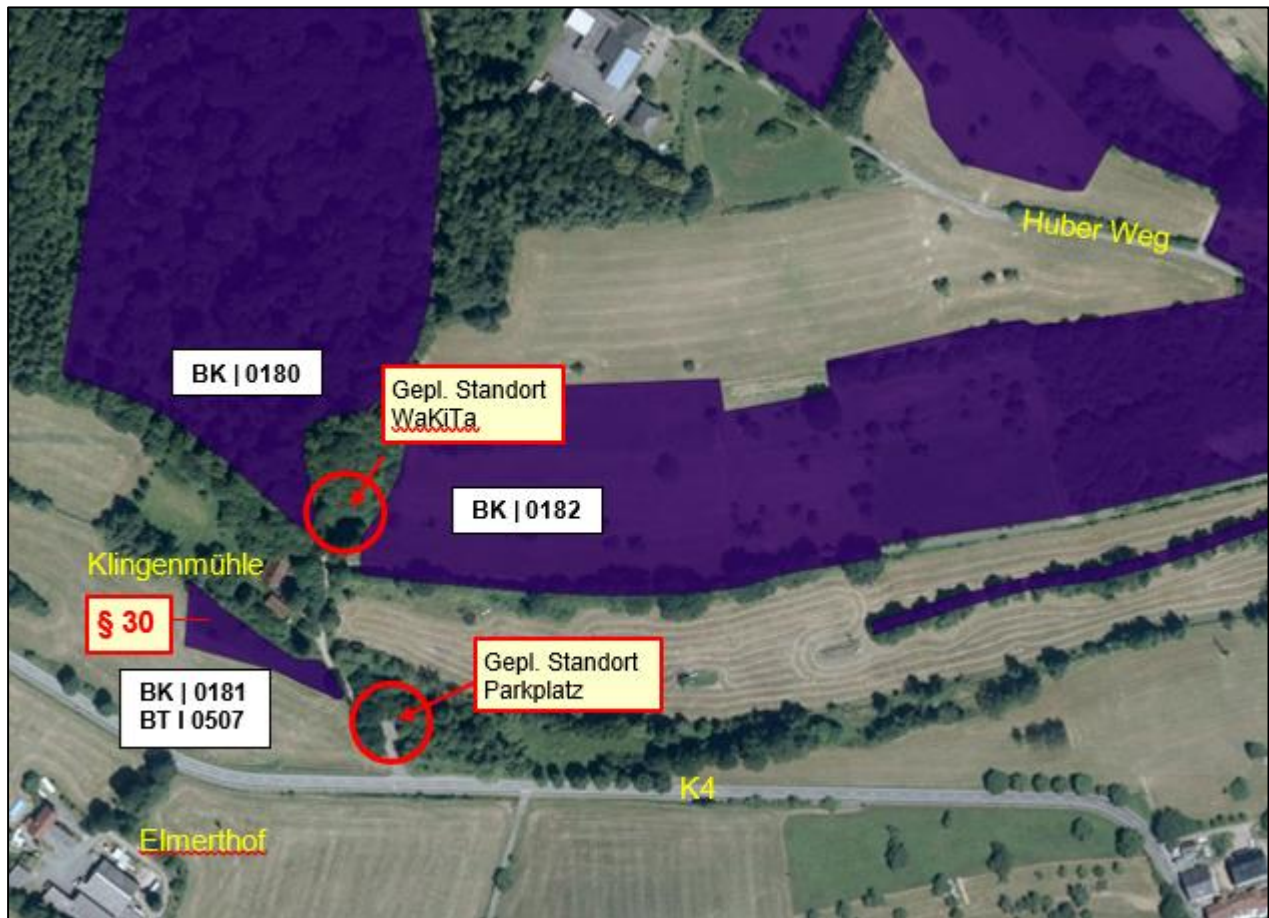 Huber Weg
BK | 0180
Gepl. Standort
WaKiTa
BK | 0182
Klingenmühle
§ 30
Gepl. Standort
Parkplatz
BK | 0181
BT I 0507
K4
Elmerthof